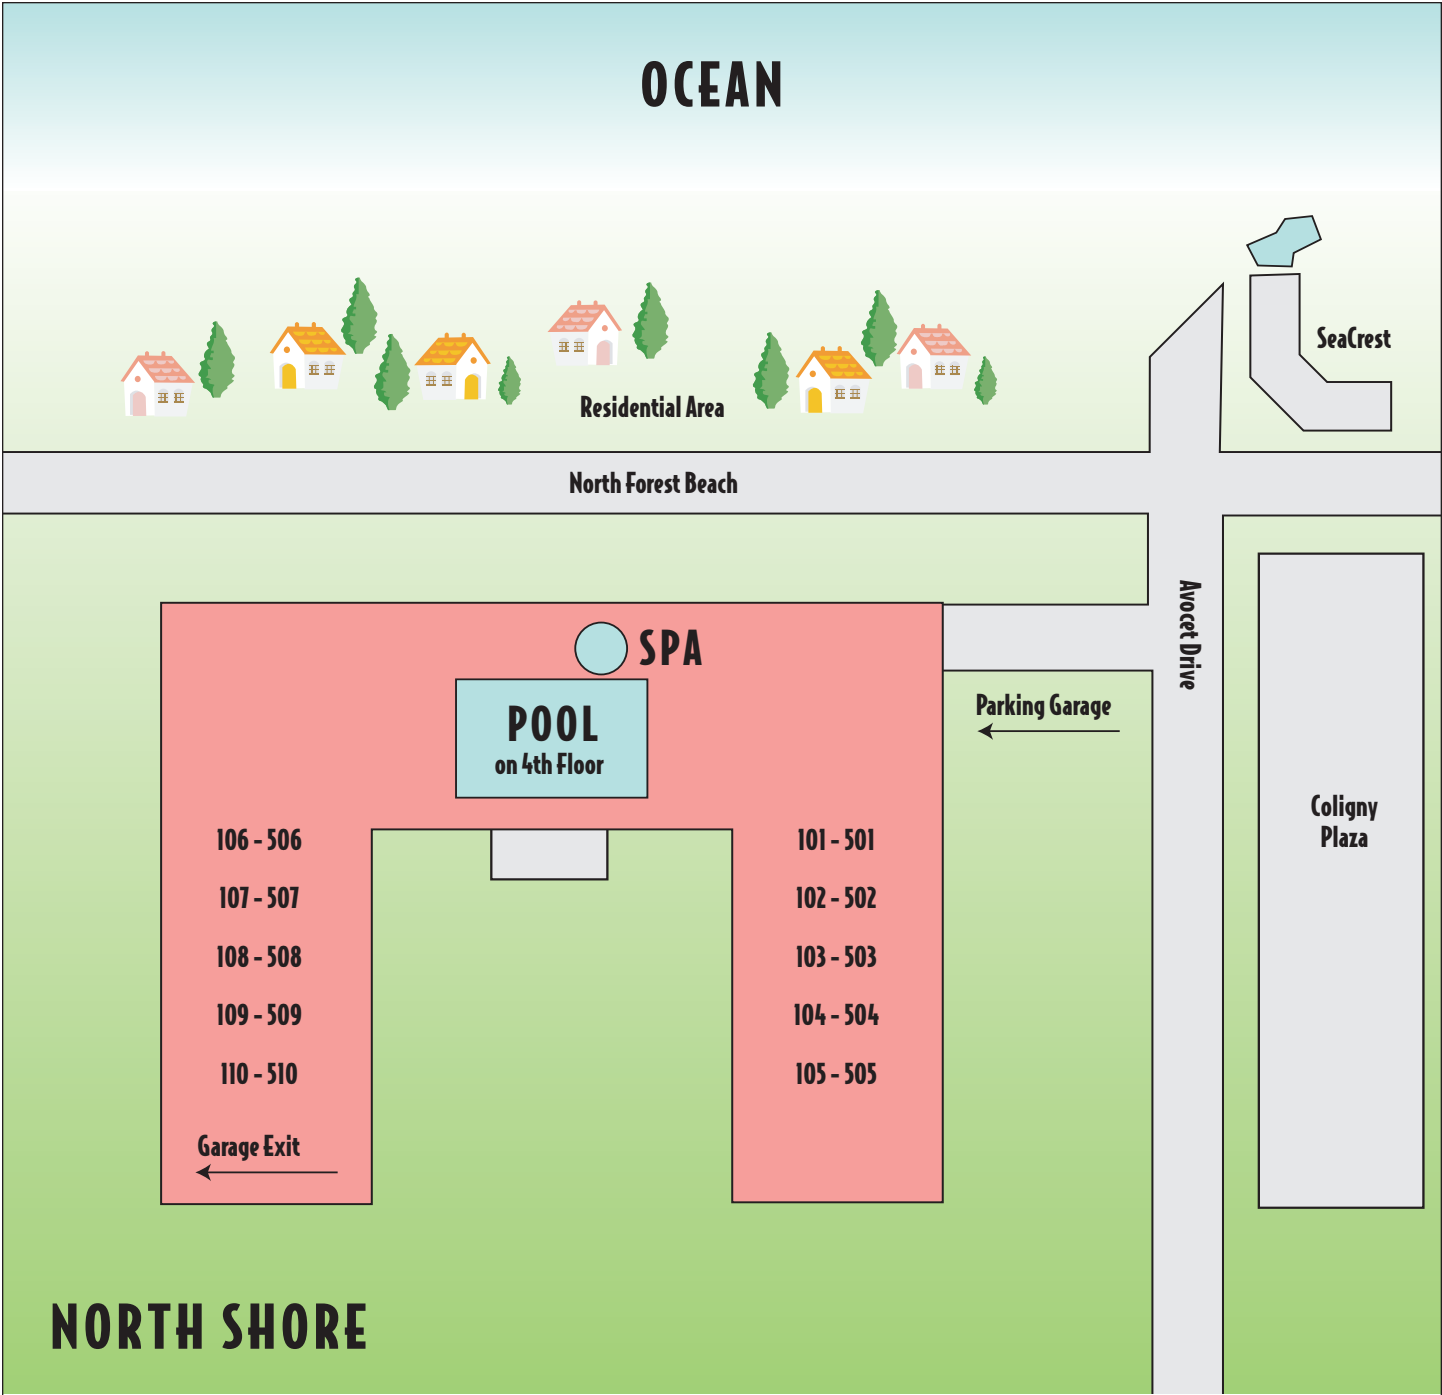 OCEAN
SeaCrest
Residential Area
North Forest Beach
Avocet Drive
SPA
Parking Garage
POOL
on 4th Floor
Coligny
Plaza
106 - 506
101 - 501
107 - 507
102 - 502
108 - 508
103 - 503
109 - 509
104 - 504
110 - 510
105 - 505
Garage Exit
NORTH SHORE